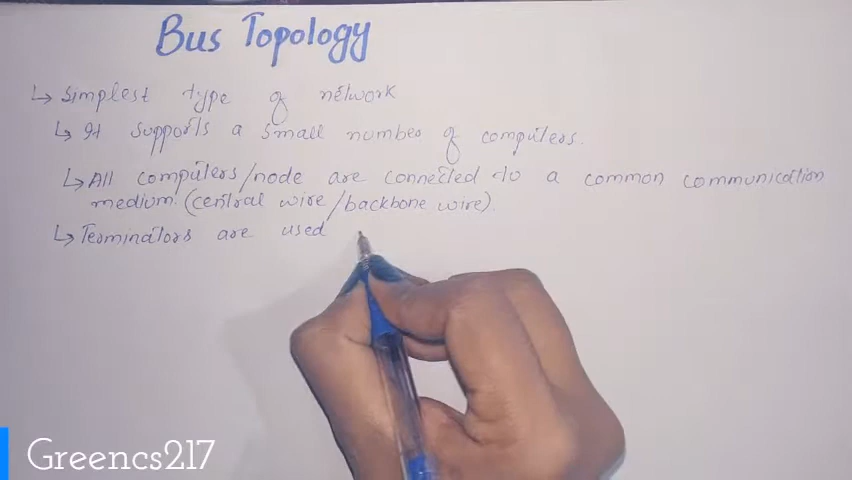 Bus Topology
↳ Simplest type of network
↳ It supports a small number of computers.
↳ All computers/node are connected to a common communication
medium. (central wire/backbone wire).
↳ Terminators are used
Greencs217